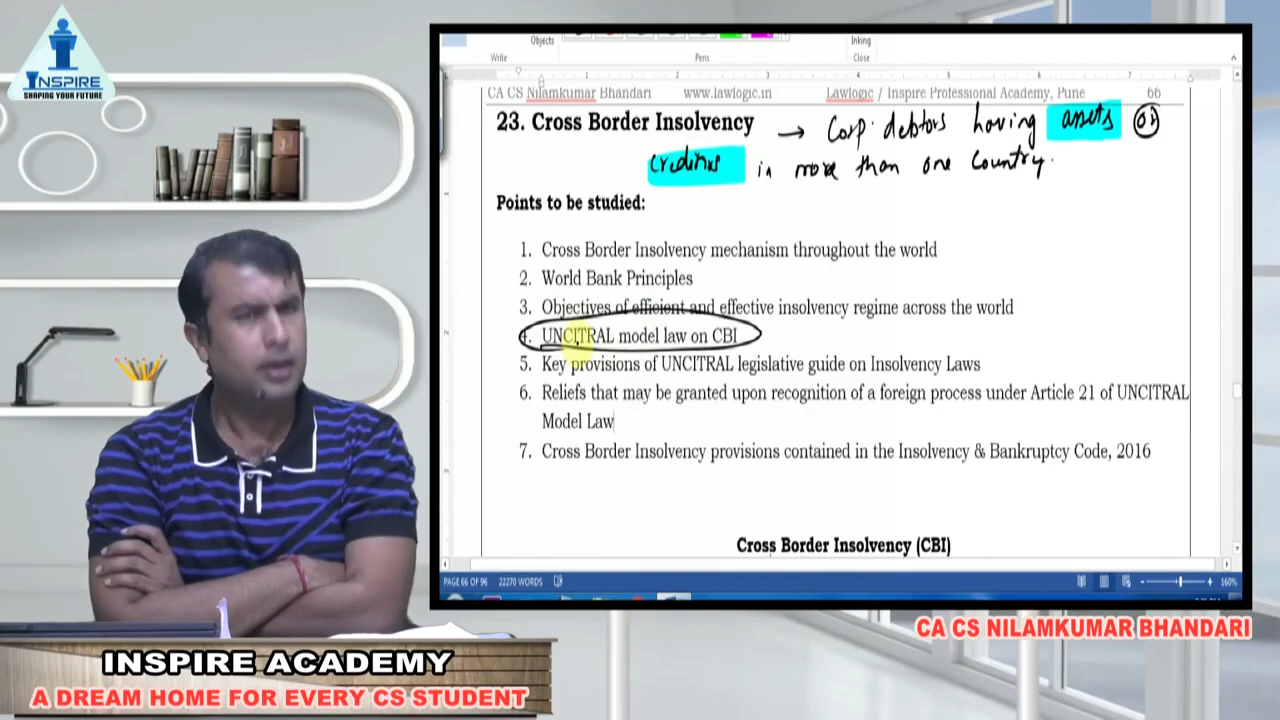 INSPIRE
SHAPING YOUR FUTURE
Objects
Inking
Write
Pens
Close
1 2 3 4 5 6 7
CA CS Nilamkumar Bhandari www.lawlogic.in Lawlogic / Inspire Professional Academy, Pune 66
23. Cross Border Insolvency → Corp. debtors having assets or
creditors in more than one country.
Points to be studied:
1. Cross Border Insolvency mechanism throughout the world
2. World Bank Principles
3. Objectives of efficient and effective insolvency regime across the world
4. UNCITRAL model law on CBI
5. Key provisions of UNCITRAL legislative guide on Insolvency Laws
6. Reliefs that may be granted upon recognition of a foreign process under Article 21 of UNCITRAL
Model Law
7. Cross Border Insolvency provisions contained in the Insolvency & Bankruptcy Code, 2016
Cross Border Insolvency (CBI)
PAGE 66 OF 96 22270 WORDS
160%
CA CS NILAMKUMAR BHANDARI
INSPIRE ACADEMY
A DREAM HOME FOR EVERY CS STUDENT